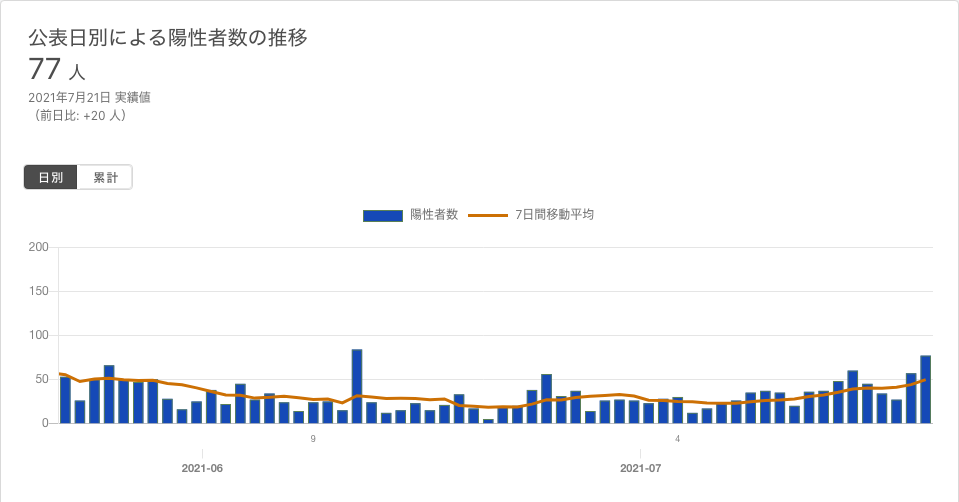 公表日別による陽性者数の推移
77 人
2021年7月21日 実績値
（前日比: +20 人）
日別 累計
陽性者数 7日間移動平均
200
150
100
50
0
9 4
2021-06 2021-07